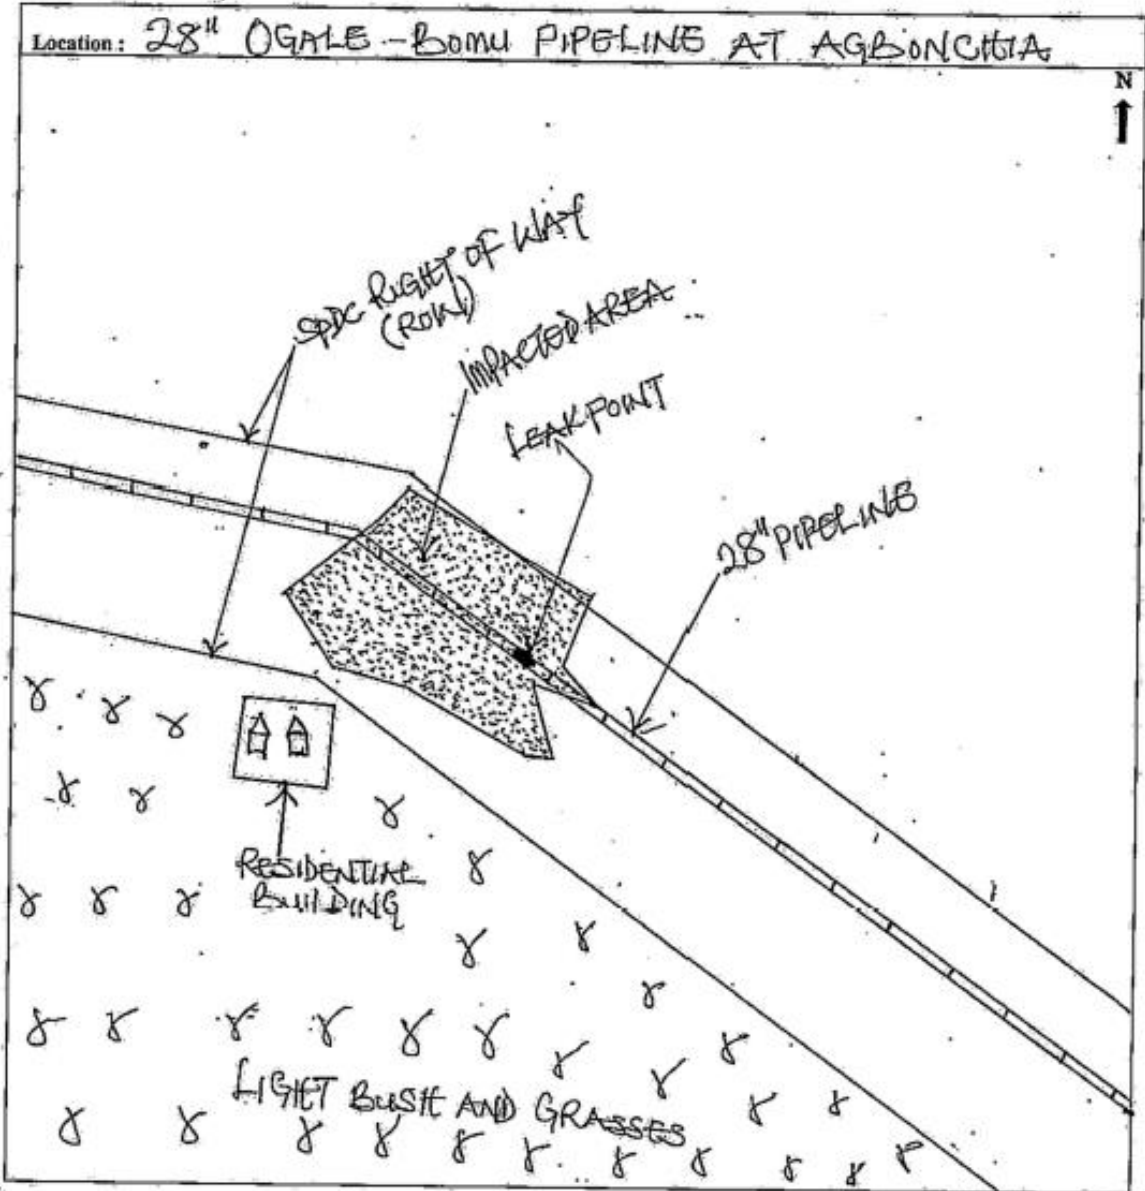 Location : 28" OGALE - BOMU PIPELINE AT AGBONCHIA
N
SPDC RIGHT OF WAY
(ROW)
IMPACTED AREA
LEAK POINT
28" PIPELINE
RESIDENTIAL
BUILDING
LIGHT BUSH AND GRASSES